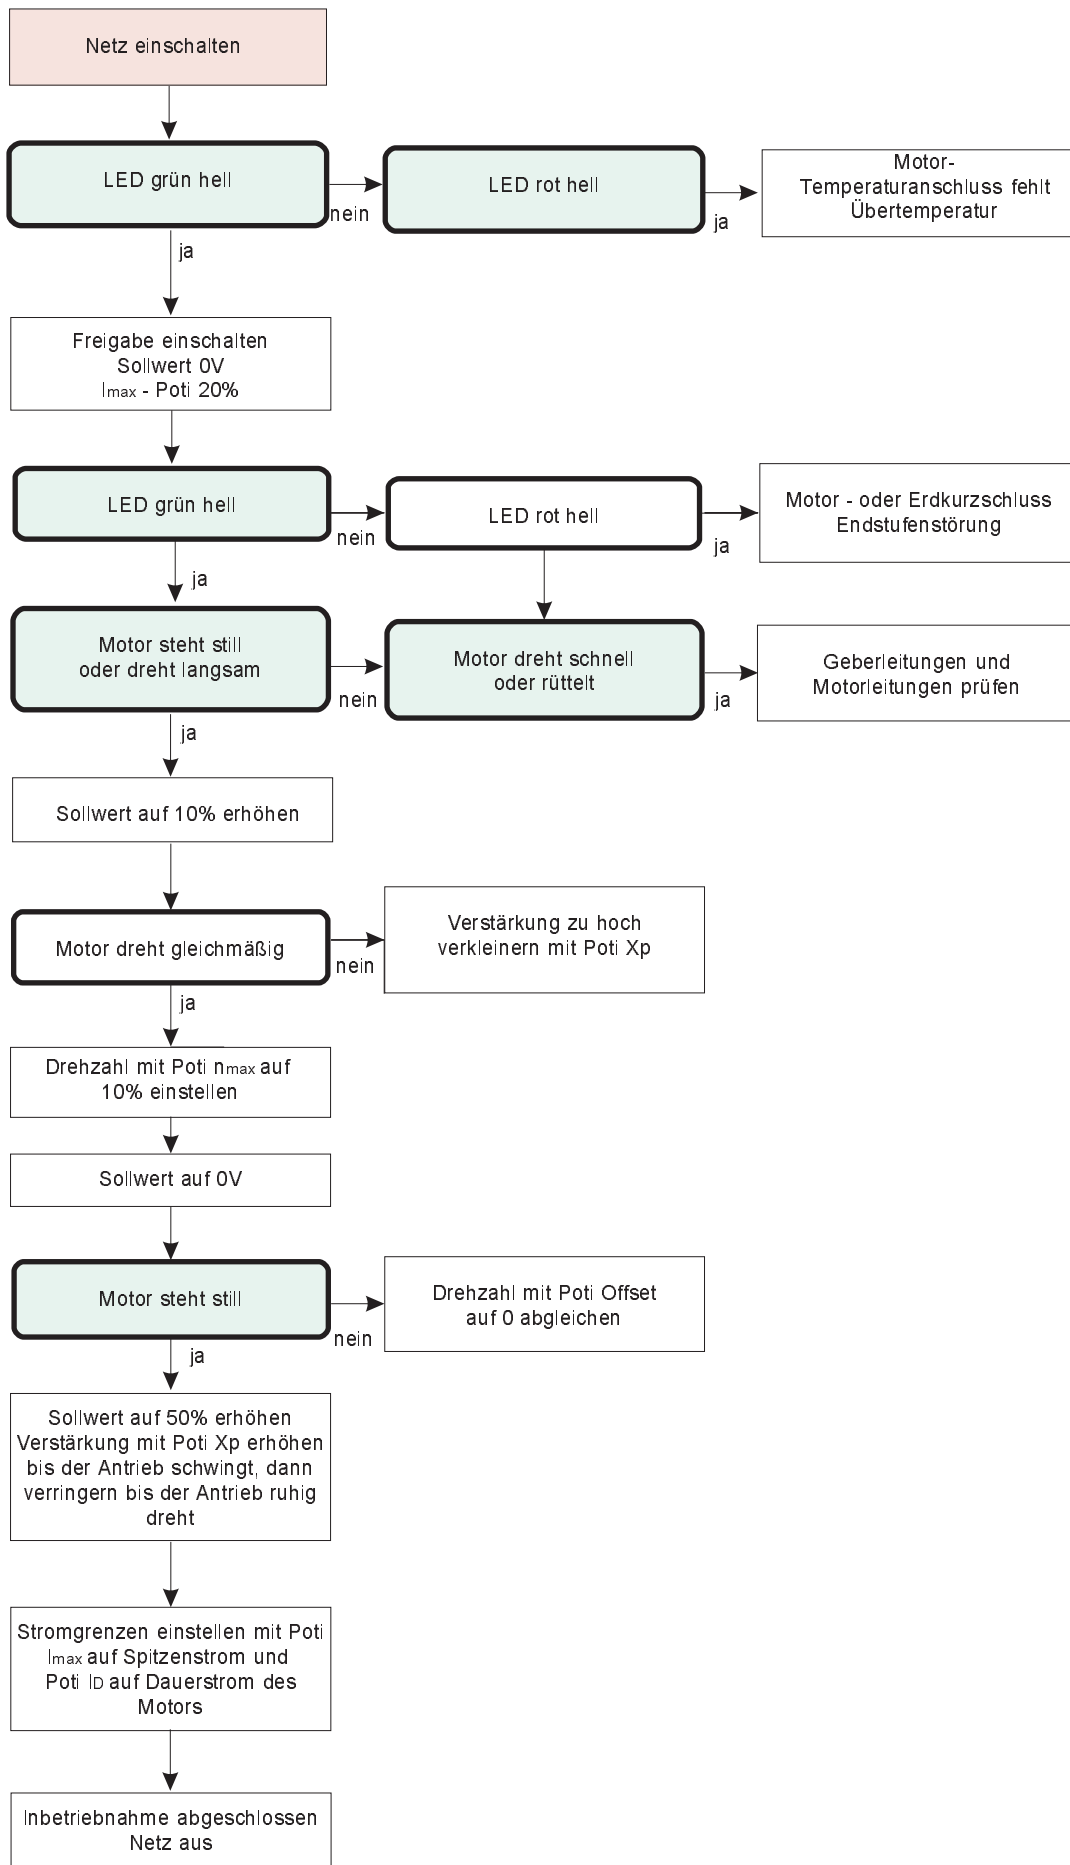 Netz einschalten
LED grün hell
nein
LED rot hell
ja
Motor-
Temperaturanschluss fehlt
Übertemperatur
ja
Freigabe einschalten
Sollwert 0V
Imax - Poti 20%
LED grün hell
nein
LED rot hell
ja
Motor - oder Erdkurzschluss
Endstufenstörung
ja
Motor steht still
oder dreht langsam
nein
Motor dreht schnell
oder rüttelt
ja
Geberleitungen und
Motorleitungen prüfen
ja
Sollwert auf 10% erhöhen
Motor dreht gleichmäßig
nein
Verstärkung zu hoch
verkleinern mit Poti Xp
ja
Drehzahl mit Poti nmax auf
10% einstellen
Sollwert auf 0V
Motor steht still
nein
Drehzahl mit Poti Offset
auf 0 abgleichen
ja
Sollwert auf 50% erhöhen
Verstärkung mit Poti Xp erhöhen
bis der Antrieb schwingt, dann
verringern bis der Antrieb ruhig
dreht
Stromgrenzen einstellen mit Poti
Imax auf Spitzenstrom und
Poti ID auf Dauerstrom des
Motors
Inbetriebnahme abgeschlossen
Netz aus